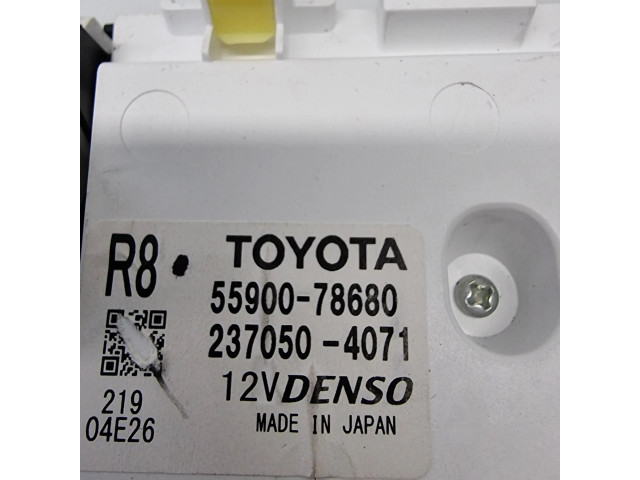 R8• TOYOTA
55900-78680
237050-4071
12V DENSO
219
04E26
MADE IN JAPAN